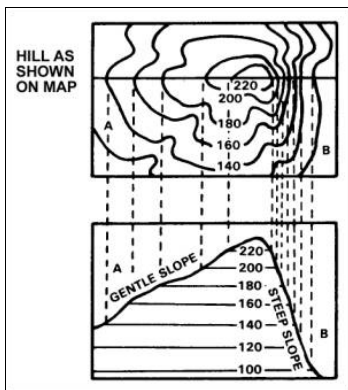 HILL AS
SHOWN
ON MAP
220
200
A
180
160
B
140
A
GENTLE SLOPE
220
200
180
160
STEEP SLOPE
140
120
B
100